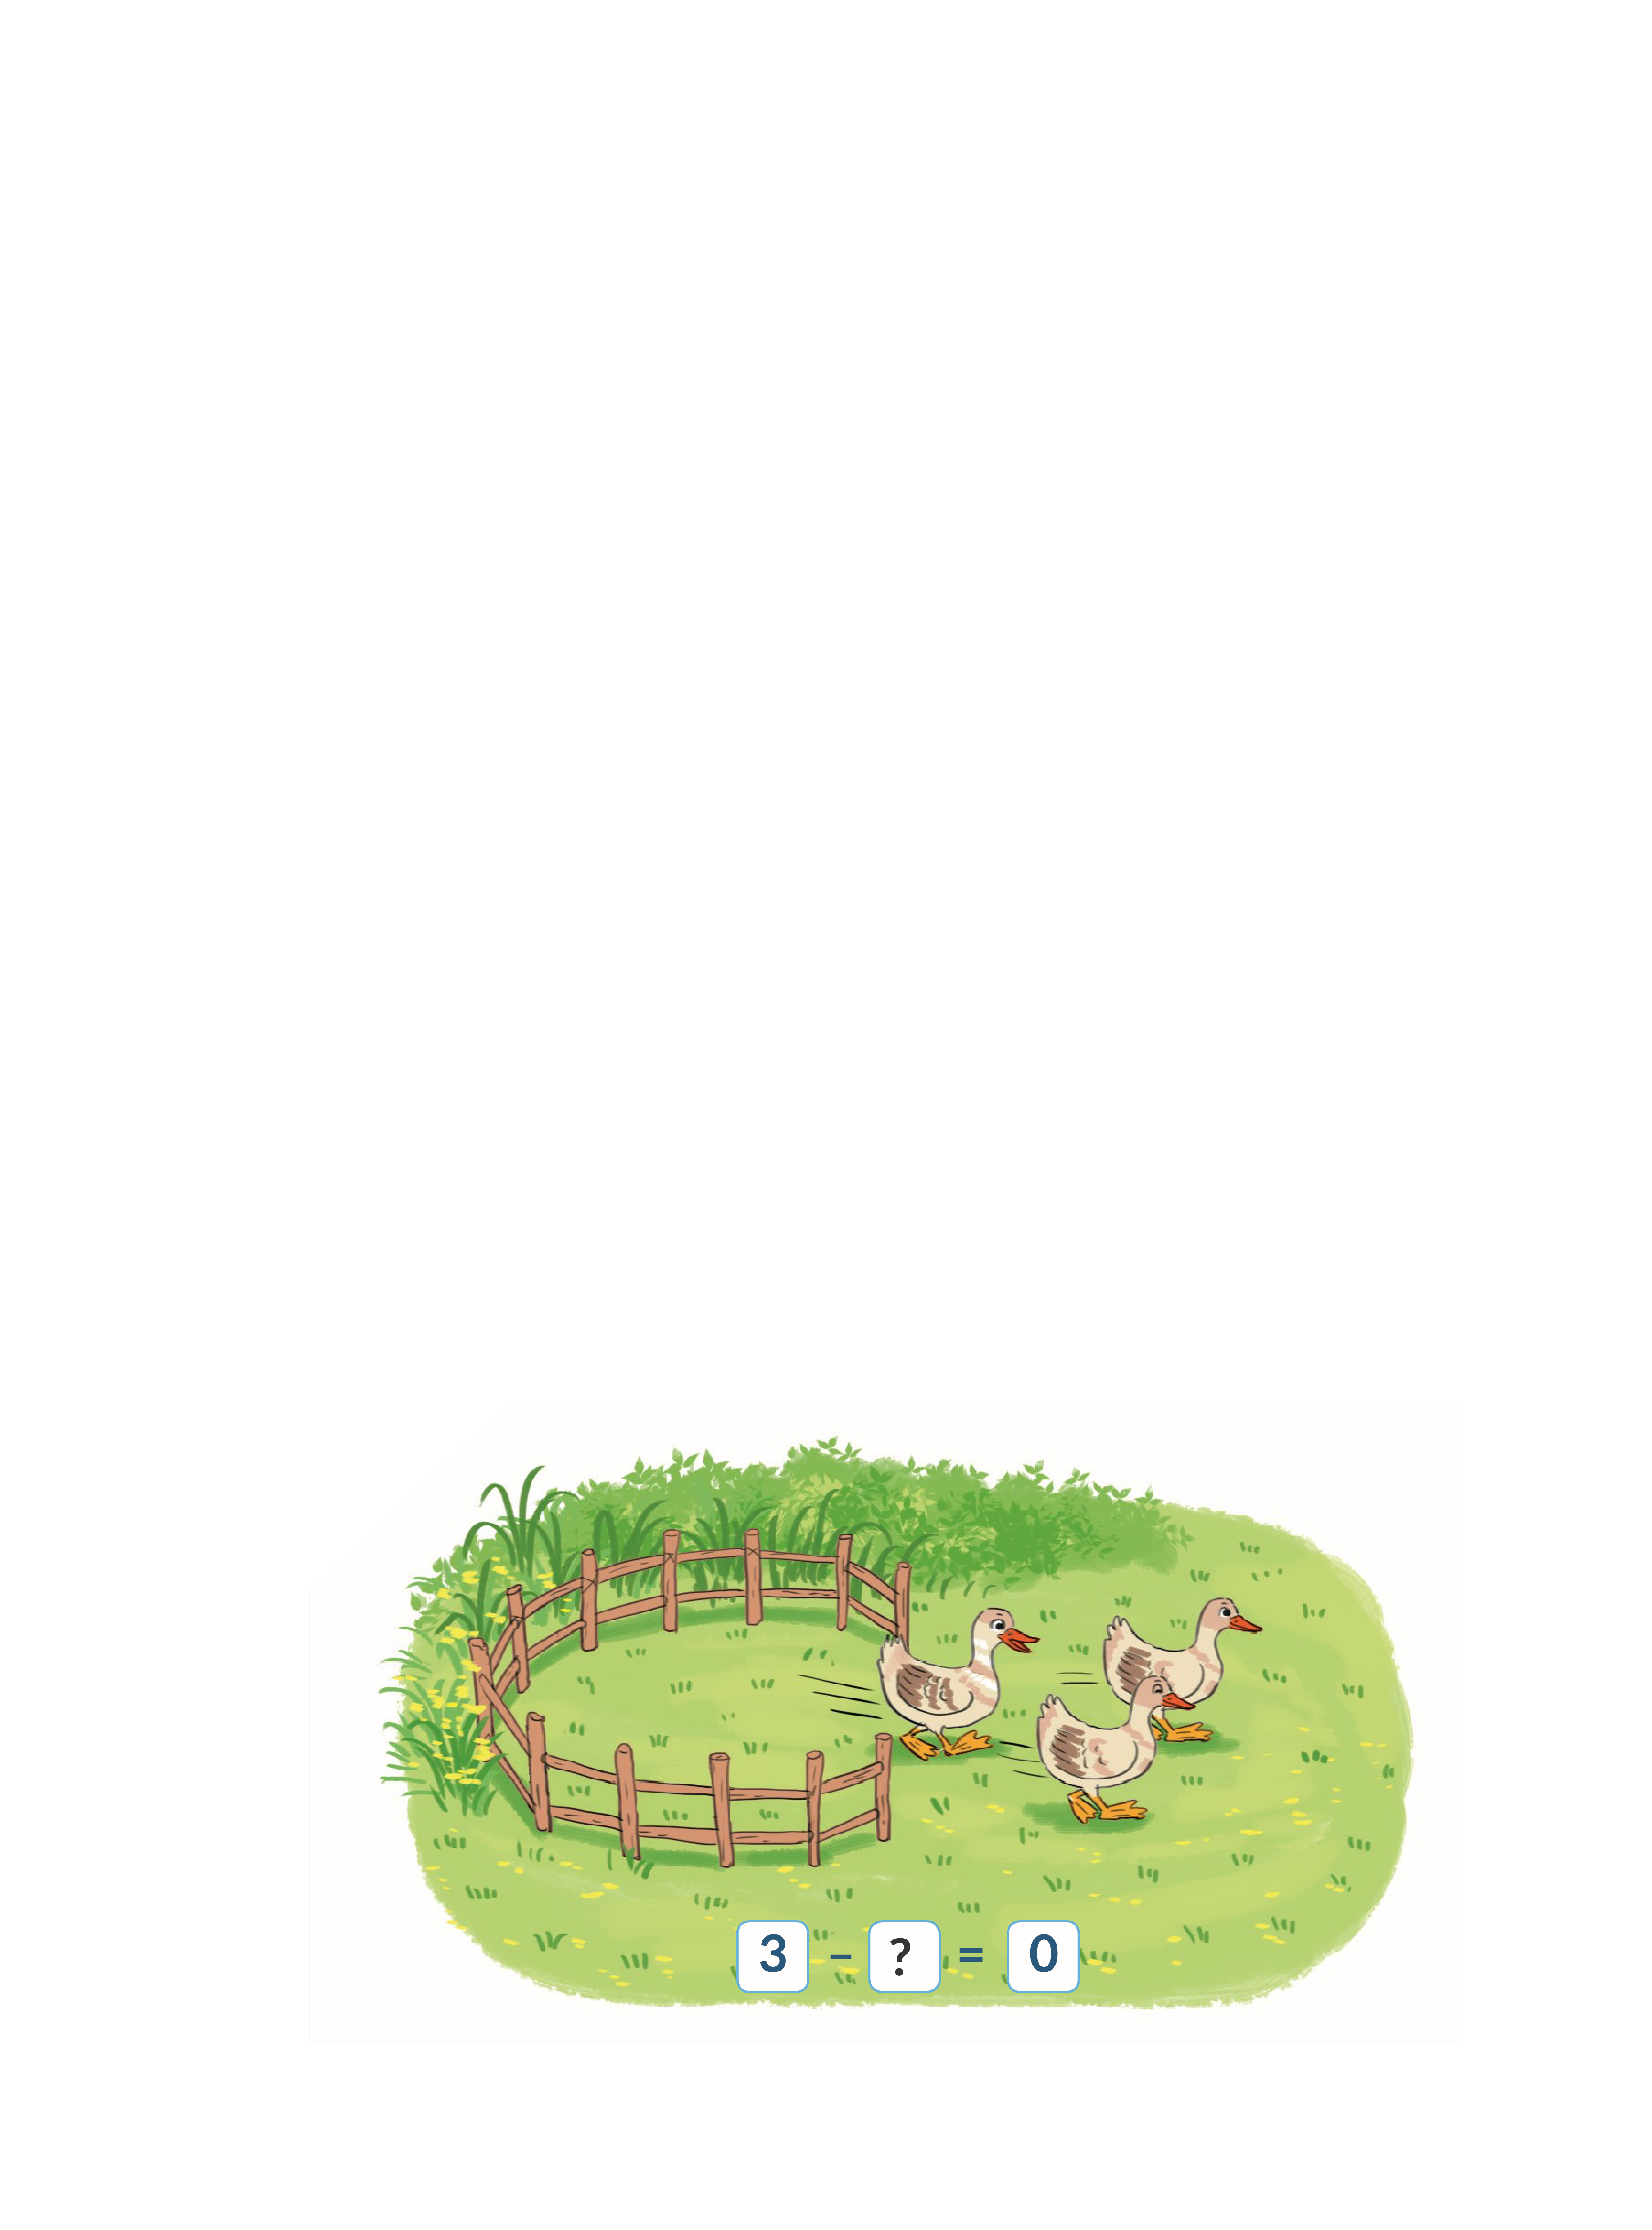 3 – ? = 0